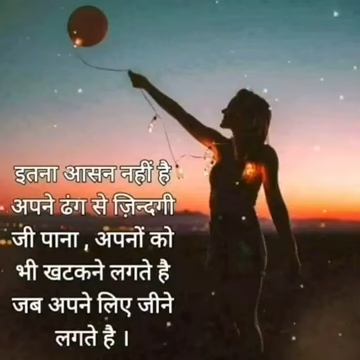 इतना आसन नहीं है
अपने ढंग से ज़िन्दगी
जी पाना , अपनों को
भी खटकने लगते है
जब अपने लिए जीने
लगते है ।